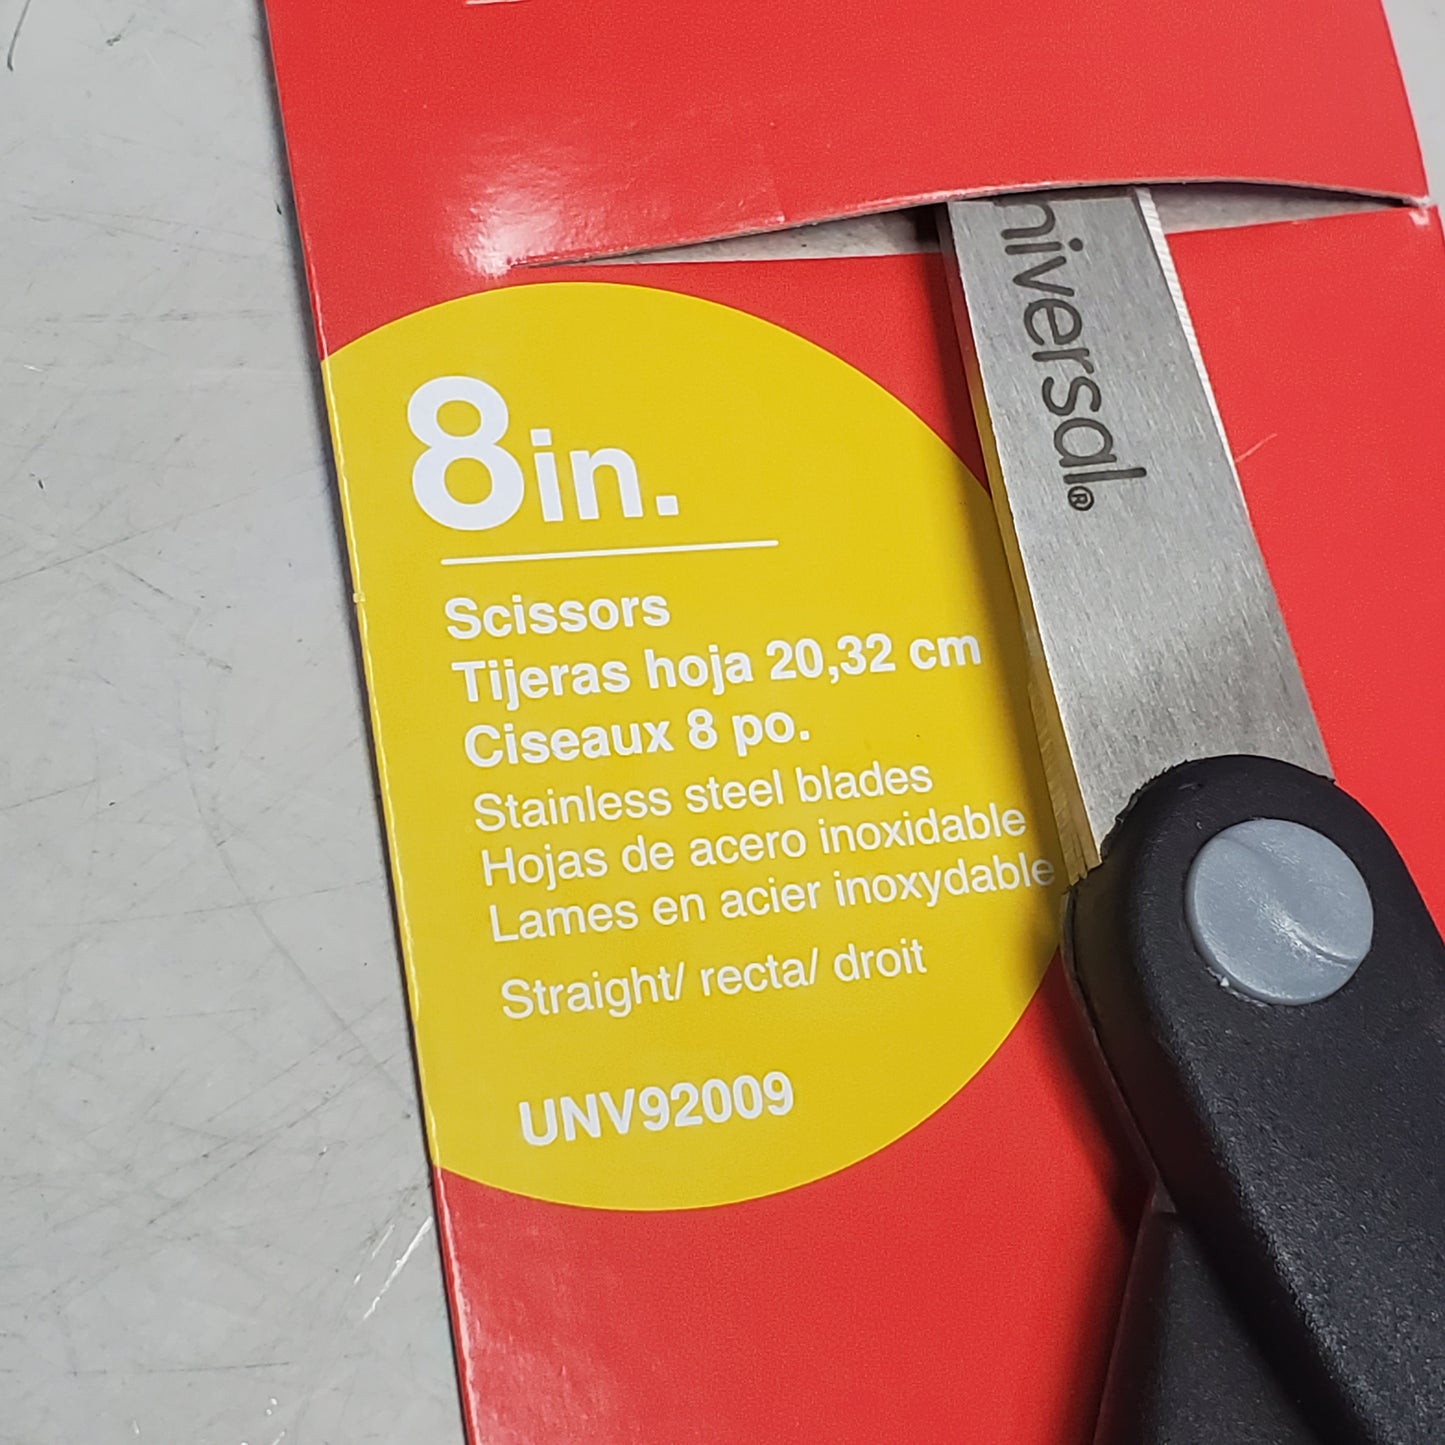 8in.
Scissors
Tijeras hoja 20,32 cm
Ciseaux 8 po.
Stainless steel blades
Hojas de acero inoxidable
Lames en acier inoxydable
Straight/ recta/ droit
UNV92009
niversal®